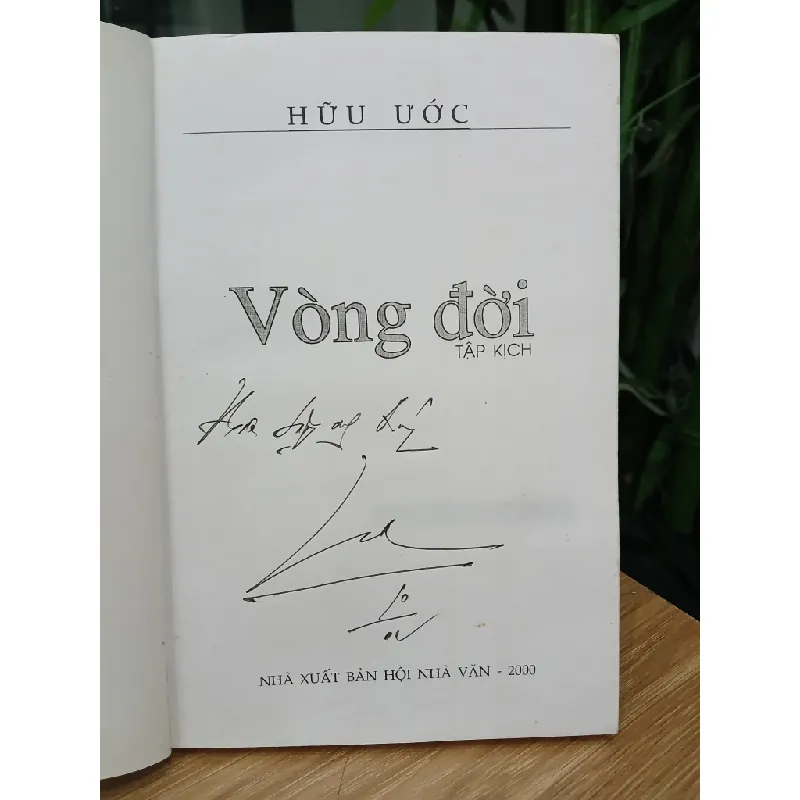 HỮU ƯỚC
Vòng đời
TẬP KỊCH
NHÀ XUẤT BẢN HỘI NHÀ VĂN - 2000